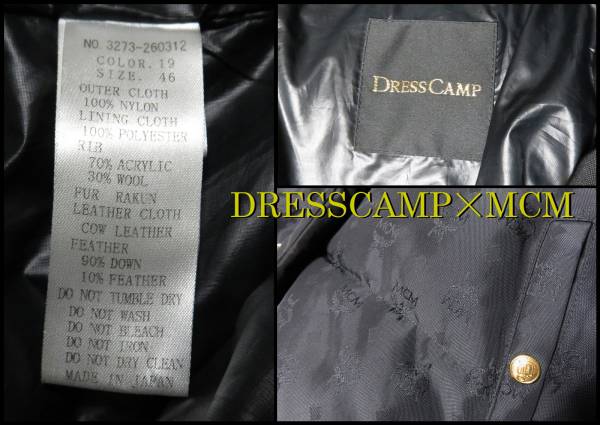 NO. 3273-260312
COLOR. 19
SIZE. 46
OUTER CLOTH
100% NYLON
LINING CLOTH
100% POLYESTER
RIB
70% ACRYLIC
30% WOOL
FUR RAKUN
LEATHER CLOTH
COW LEATHER
FEATHER
90% DOWN
10% FEATHER
DO NOT TUMBLE DRY
DO NOT WASH
DO NOT BLEACH
DO NOT IRON
DO NOT DRY CLEAN
MADE IN JAPAN
DRESSCAMP
DRESSCAMP×MCM
MCM
MCM